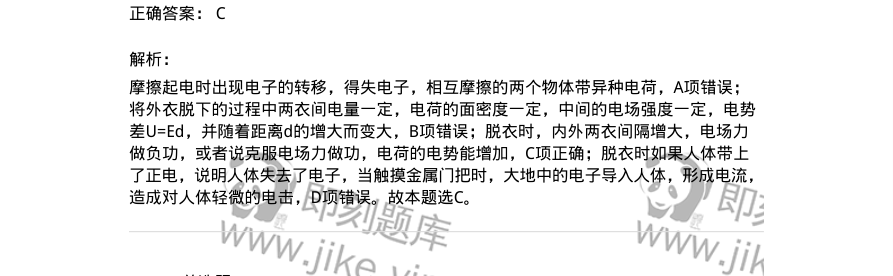 正确答案： C
解析：
摩擦起电时出现电子的转移，得失电子，相互摩擦的两个物体带异种电荷，A项错误；
将外衣脱下的过程中两衣间电量一定，电荷的面密度一定，中间的电场强度一定，电势
差U=Ed，并随着距离d的增大而变大，B项错误；脱衣时，内外两衣间隔增大，电场力
做负功，或者说克服电场力做功，电荷的电势能增加，C项正确；脱衣时如果人体带上
了正电，说明人体失去了电子，当触摸金属门把时，大地中的电子导入人体，形成电流，
造成对人体轻微的电击，D项错误。故本题选C。
即刻题库
即刻
www.jike
www.jik